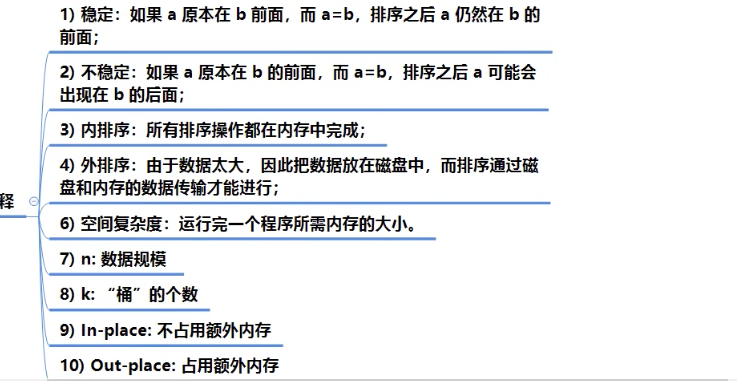 1) 稳定：如果 a 原本在 b 前面，而 a=b，排序之后 a 仍然在 b 的
前面；
2) 不稳定：如果 a 原本在 b 的前面，而 a=b，排序之后 a 可能会
出现在 b 的后面；
3) 内排序：所有排序操作都在内存中完成；
4) 外排序：由于数据太大，因此把数据放在磁盘中，而排序通过磁
盘和内存的数据传输才能进行；
释
6) 空间复杂度：运行完一个程序所需内存的大小。
7) n: 数据规模
8) k: “桶”的个数
9) In-place: 不占用额外内存
10) Out-place: 占用额外内存